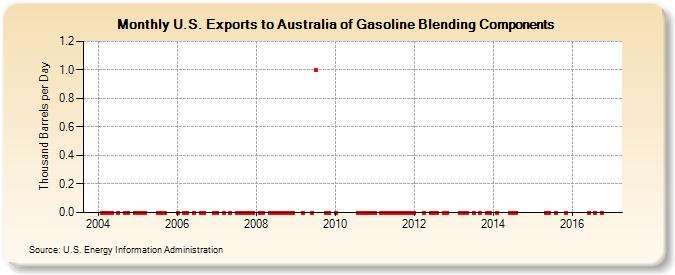 Monthly U.S. Exports to Australia of Gasoline Blending Components
Thousand Barrels per Day
1.2
1.0
0.8
0.6
0.4
0.2
0.0
2004 2006 2008 2010 2012 2014 2016
Source: U.S. Energy Information Administration